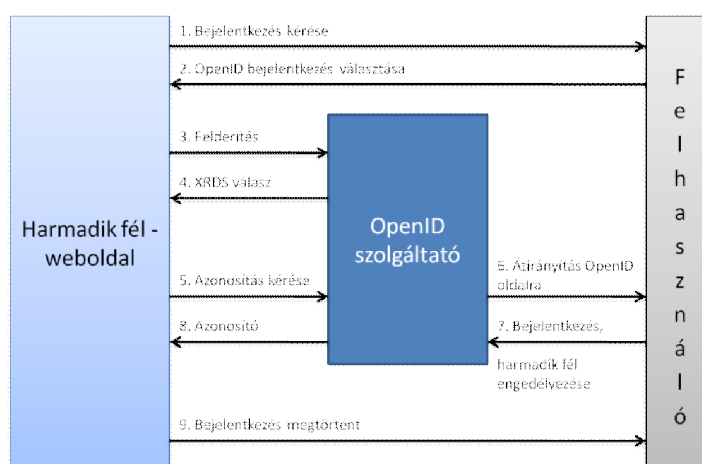 1. Bejelentkezés kérése
2. OpenID bejelentkezés választása
3. Felderítés
4. XRDS válasz
Harmadik fél -
weboldal
OpenID
szolgáltató
5. Azonosítás kérése
6. Átirányítás OpenID
oldalra
8. Azonosító
7. Bejelentkezés,
harmadik fél
engedélyezése
9. Bejelentkezés megtörtént
Felhasználó